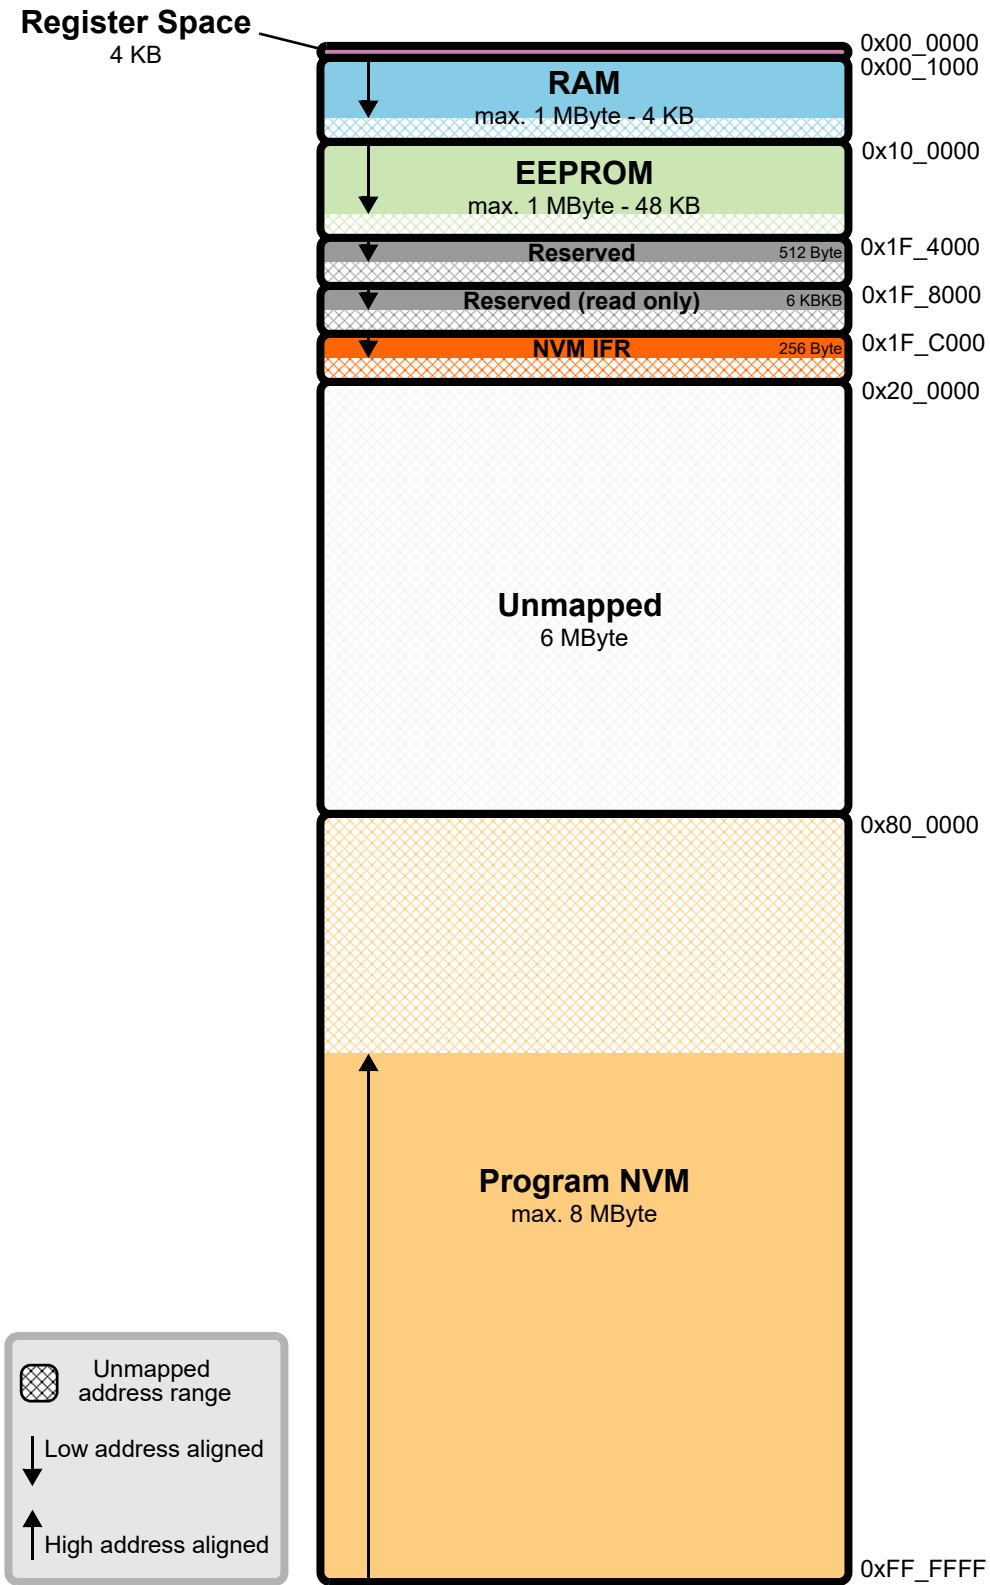 Register Space
4 KB
0x00_0000
0x00_1000
RAM
max. 1 MByte - 4 KB
0x10_0000
EEPROM
max. 1 MByte - 48 KB
0x1F_4000
Reserved
512 Byte
0x1F_8000
Reserved (read only)
6 KBKB
0x1F_C000
NVM IFR
256 Byte
0x20_0000
Unmapped
6 MByte
0x80_0000
Program NVM
max. 8 MByte
0xFF_FFFF
Unmapped
address range
Low address aligned
High address aligned